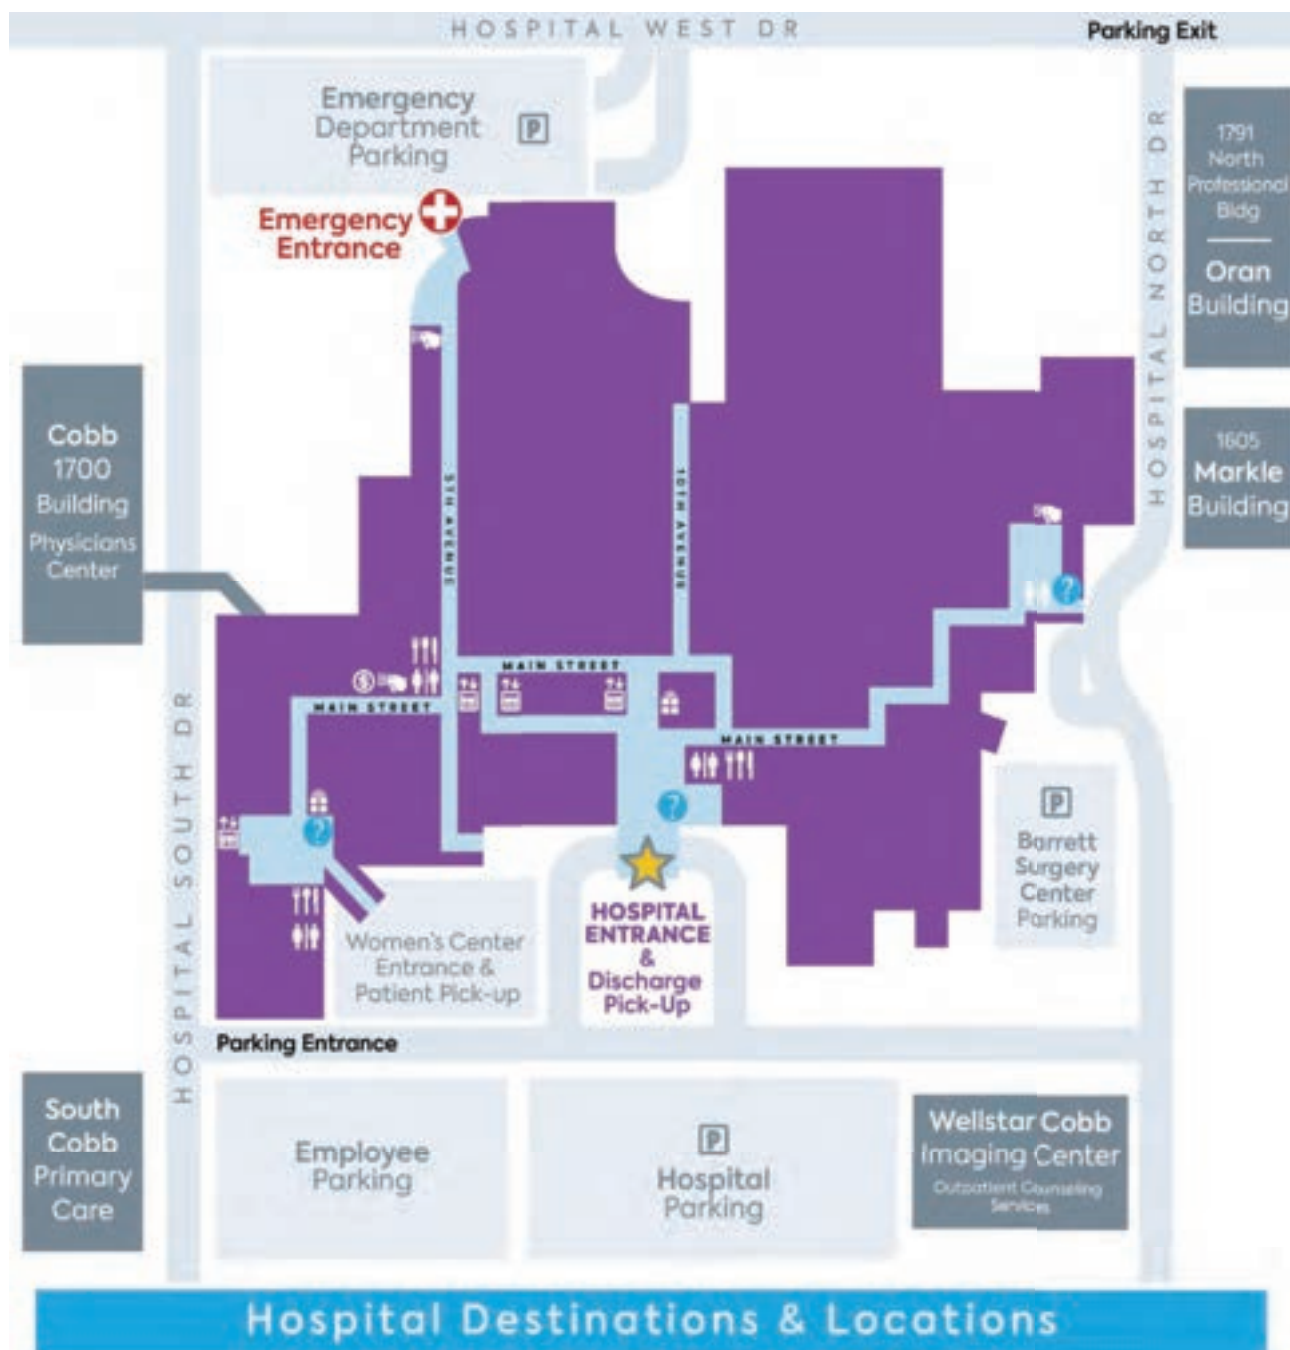 HOSPITAL WEST DR
Parking Exit
Emergency
Department
Parking
P
Emergency
Entrance
HOSPITAL NORTH DR
1791
North
Professional
Bldg
Oran
Building
1605
Markle
Building
Cobb
1700
Building
Physicians
Center
5TH AVENUE
10TH AVENUE
?
MAIN STREET
$
MAIN STREET
MAIN STREET
HOSPITAL SOUTH DR
?
?
P
Barrett
Surgery
Center
Parking
HOSPITAL
ENTRANCE
&
Discharge
Pick-Up
Women's Center
Entrance &
Patient Pick-up
Parking Entrance
South
Cobb
Primary
Care
Employee
Parking
P
Hospital
Parking
Wellstar Cobb
Imaging Center
Outpatient Counseling
Services
Hospital Destinations & Locations